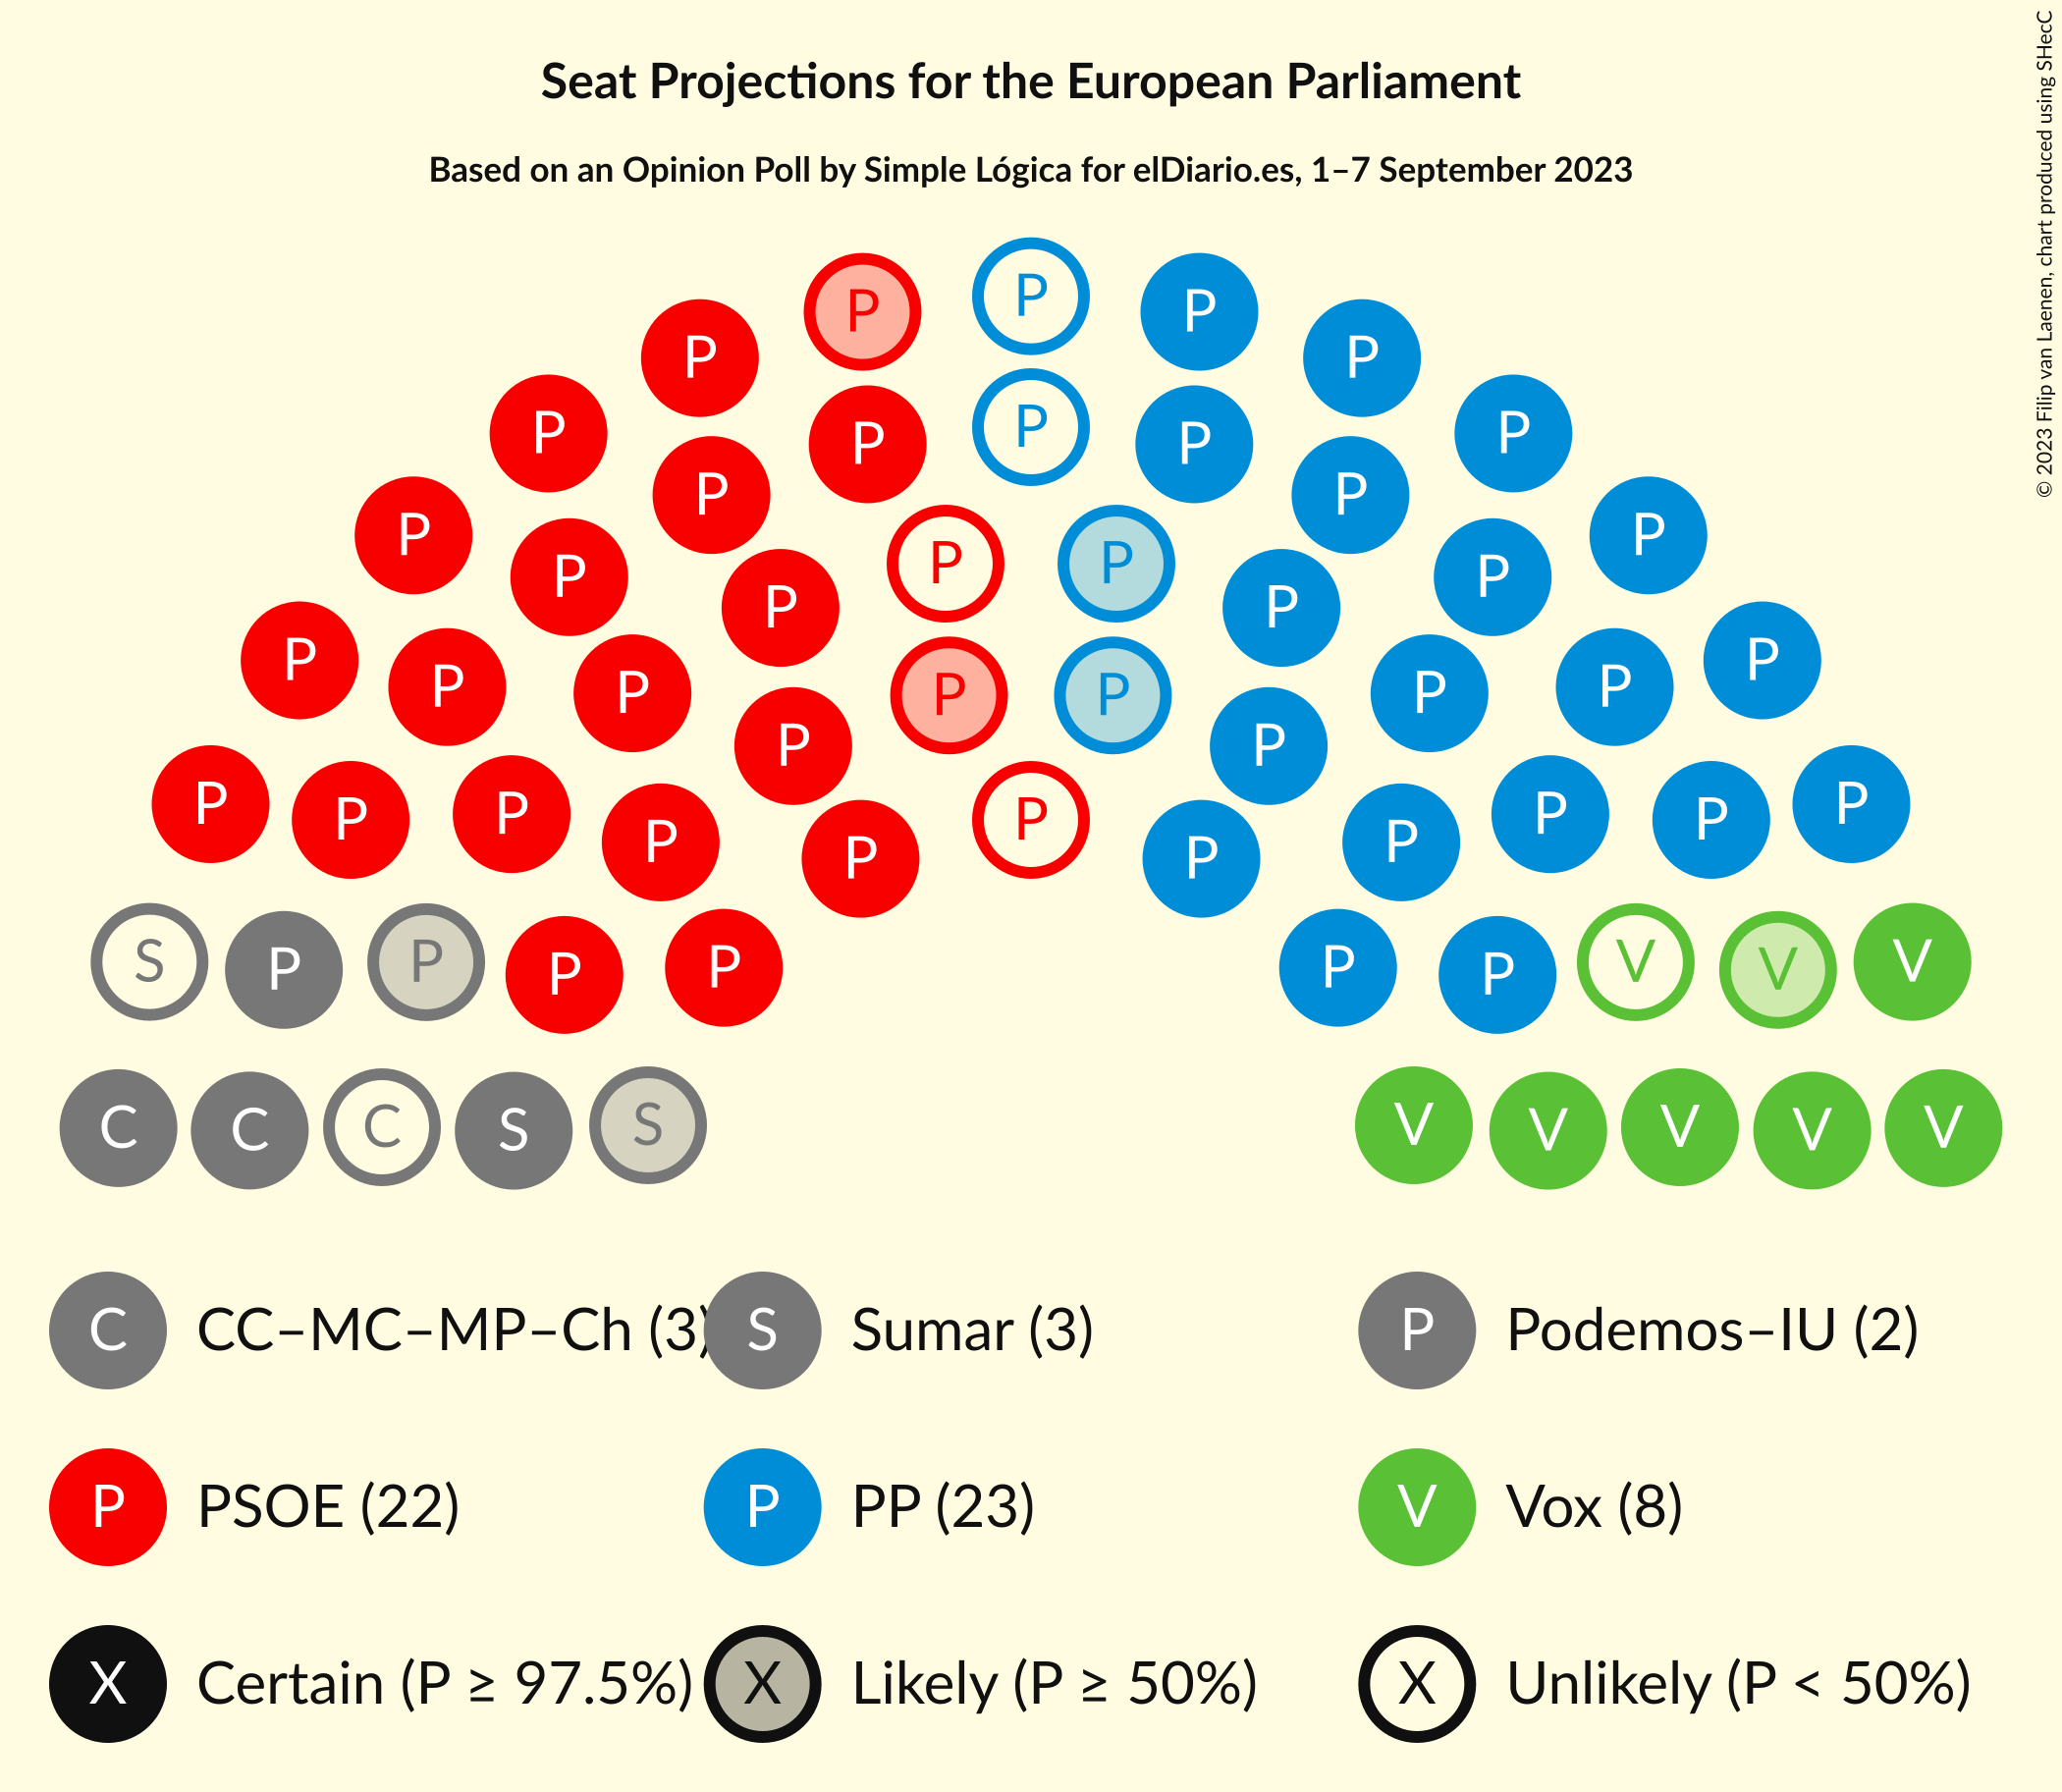 Seat Projections for the European Parliament
Based on an Opinion Poll by Simple Lógica for elDiario.es, 1–7 September 2023
© 2023 Filip van Laenen, chart produced using SHecC
P P P
P P P P
P P P
P P P P
P P P P
P P P P
P P P P
P P P P
P P P P
P P P P
P P P P
P P P P
P P P
S P P P P P P V V V
C C C S S V V V V V
C CC–MC–MP–Ch (3) S Sumar (3) P Podemos–IU (2)
P PSOE (22) P PP (23) V Vox (8)
X Certain (P ≥ 97.5%) X Likely (P ≥ 50%) X Unlikely (P < 50%)